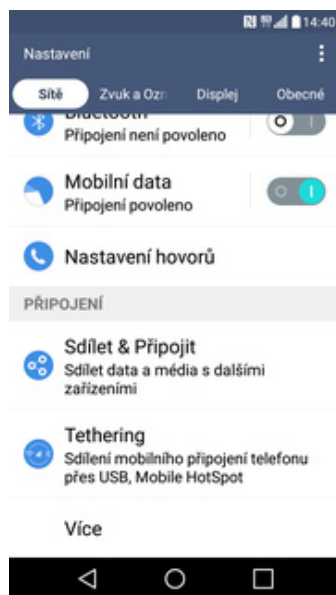 14:40
Nastavení
Sítě Zvuk a Ozn Displej Obecné
Bluetooth
Připojení není povoleno
Mobilní data
Připojení povoleno
Nastavení hovorů
PŘIPOJENÍ
Sdílet & Připojit
Sdílet data a média s dalšími
zařízeními
Tethering
Sdílení mobilního připojení telefonu
přes USB, Mobile HotSpot
Více